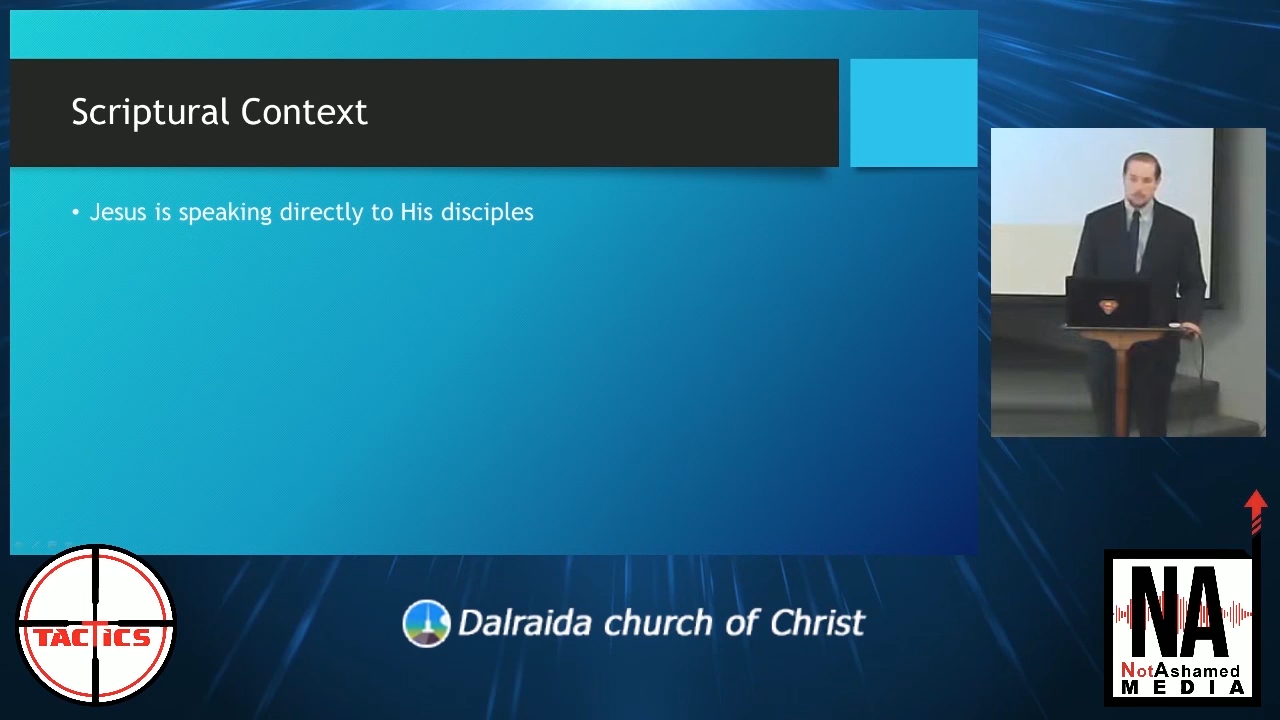 Scriptural Context
• Jesus is speaking directly to His disciples
TACTICS
Dalraida church of Christ
NA
NotAshamed
MEDIA